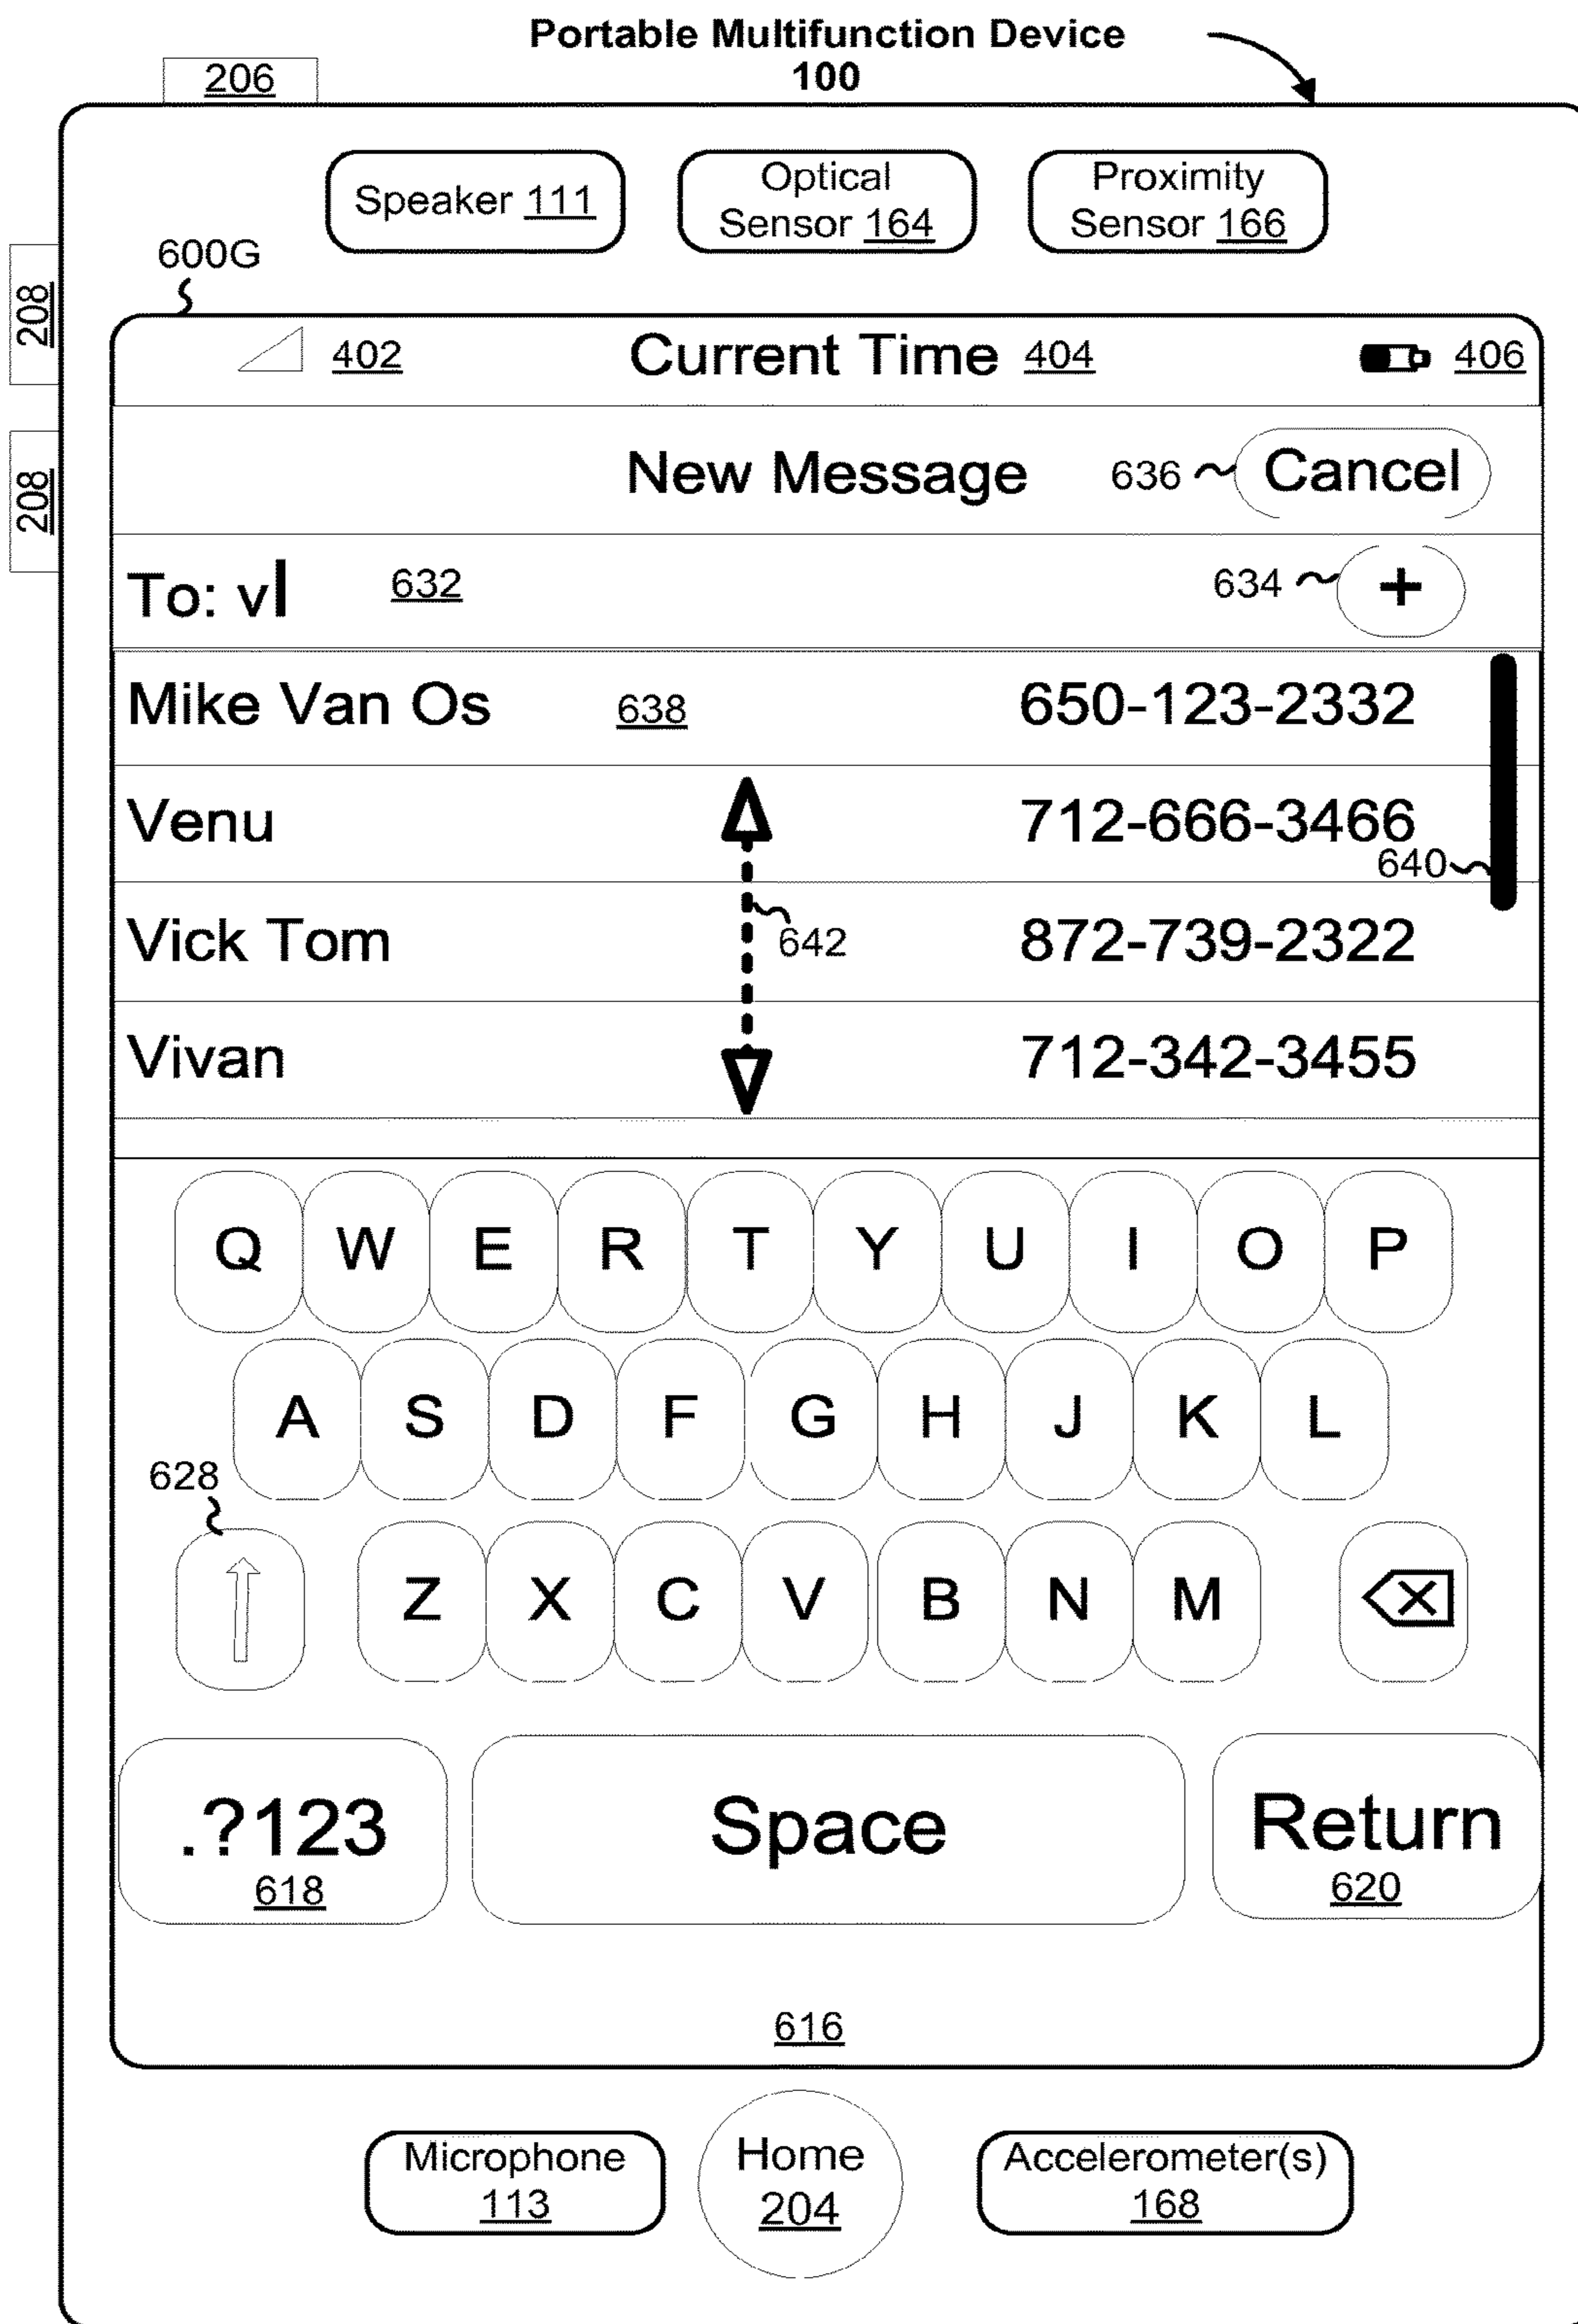 Portable Multifunction Device
100
206
Speaker 111
Optical
Sensor 164
Proximity
Sensor 166
600G
208
208
402 Current Time 404 406
New Message 636 Cancel
To: v 632 634 +
Mike Van Os 638 650-123-2332
Venu 712-666-3466
640
Vick Tom 642 872-739-2322
Vivan 712-342-3455
Q W E R T Y U I O P
A S D F G H J K L
628
Z X C V B N M
.?123
618
Space
Return
620
616
Microphone
113
Home
204
Accelerometer(s)
168